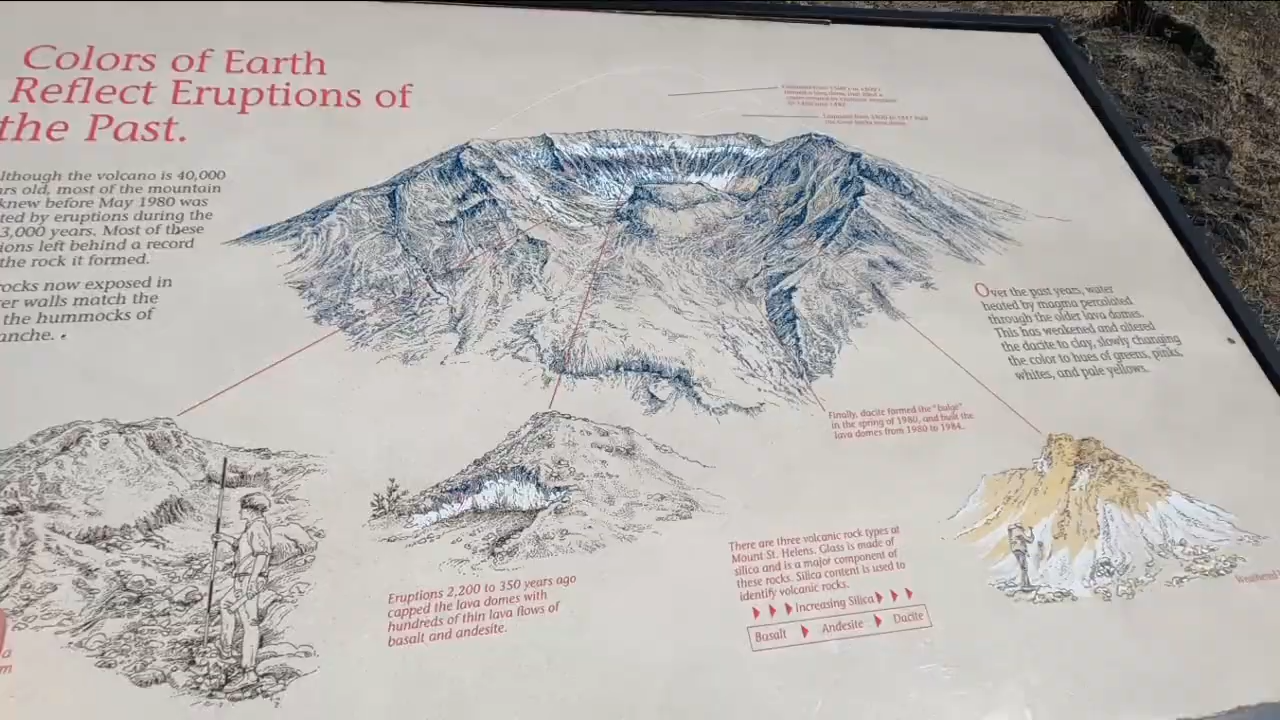 Colors of Earth
Reflect Eruptions of
the Past.
lthough the volcano is 40,000
rs old, most of the mountain
knew before May 1980 was
ted by eruptions during the
3,000 years. Most of these
ions left behind a record
the rock it formed.
rocks now exposed in
er walls match the
the hummocks of
anche.
Over the past years, water
heated by magma percolated
through the older lava domes.
This has weakened and altered
the dacite to clay, slowly changing
the color to hues of greens, pinks,
whites, and pale yellows.
Finally, dacite formed the "bulge"
in the spring of 1980, and built the
lava domes from 1980 to 1984.
Eruptions 2,200 to 350 years ago
capped the lava domes with
hundreds of thin lava flows of
basalt and andesite.
There are three volcanic rock types at
Mount St. Helens. Glass is made of
silica and is a major component of
these rocks. Silica content is used to
identify volcanic rocks.
Increasing Silica
Basalt Andesite Dacite
Weathered
a
m